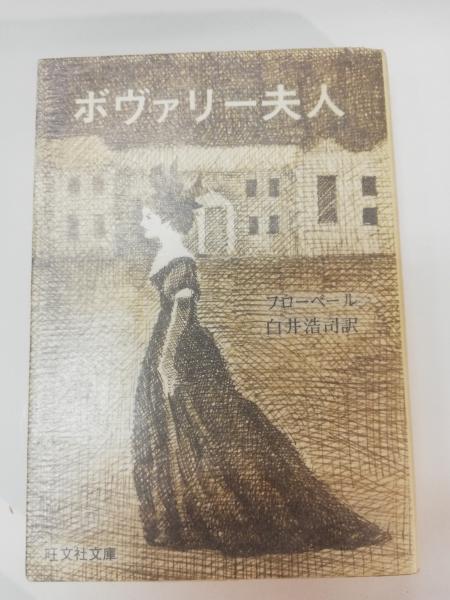 ボヴァリー夫人
フローベール
白井浩司訳
旺文社文庫